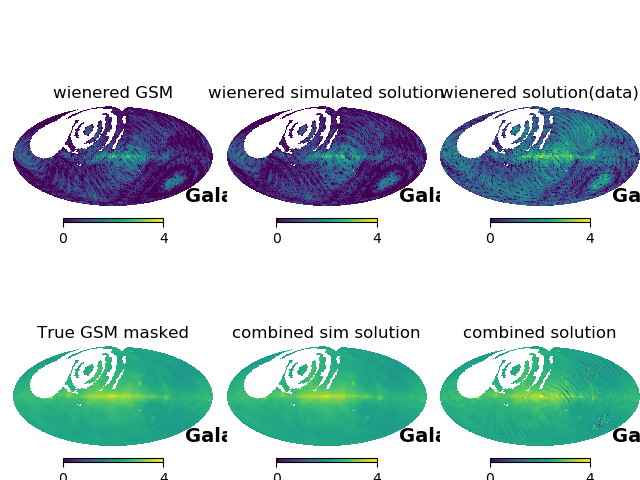 wienered GSM
wienered simulated solution
wienered solution(data)
Gala
Gala
Ga
0 4
0 4
0 4
True GSM masked
combined sim solution
combined solution
Gala
Gala
Ga
0 4
0 4
0 4